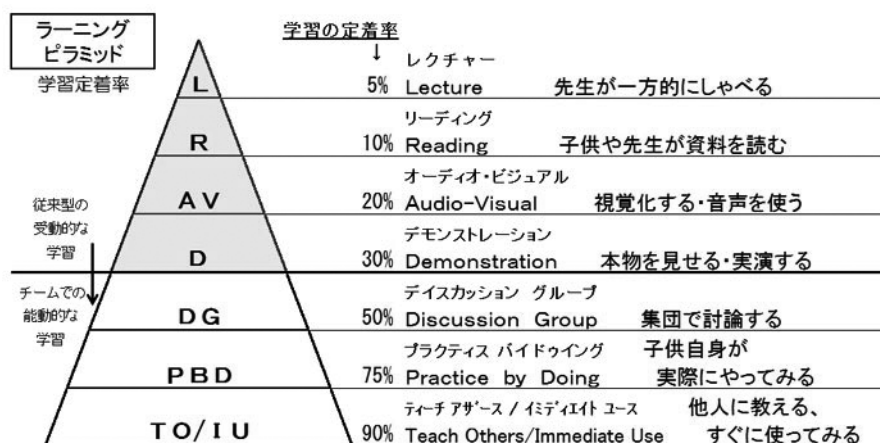 ラーニング
ピラミッド
学習定着率
学習の定着率
↓
L
レクチャー
5% Lecture 先生が一方的にしゃべる
R
リーディング
10% Reading 子供や先生が資料を読む
AV
オーディオ・ビジュアル
20% Audio-Visual 視覚化する・音声を使う
従来型の
受動的な
学習
D
デモンストレーション
30% Demonstration 本物を見せる・実演する
チームでの
能動的な
学習
DG
デイスカッション グループ
50% Discussion Group 集団で討論する
PBD
プラクティス バイドゥイング 子供自身が
75% Practice by Doing 実際にやってみる
TO/IU
ティーチ アザース / イミディエイト ユース 他人に教える、
90% Teach Others/Immediate Use すぐに使ってみる